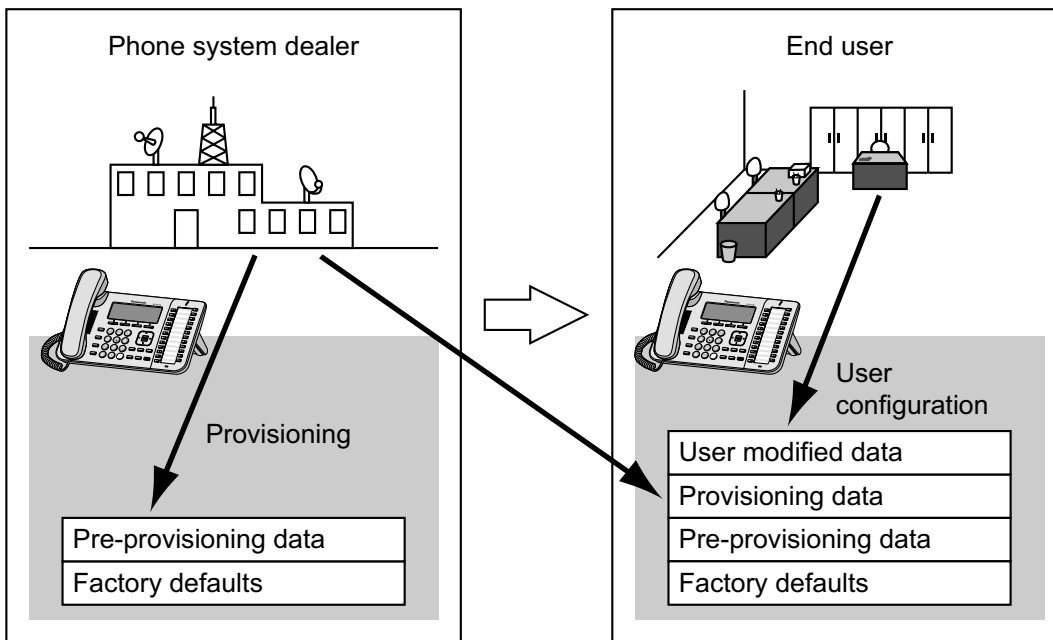 Phone system dealer
Provisioning
Pre-provisioning data
Factory defaults
End user
User
configuration
User modified data
Provisioning data
Pre-provisioning data
Factory defaults